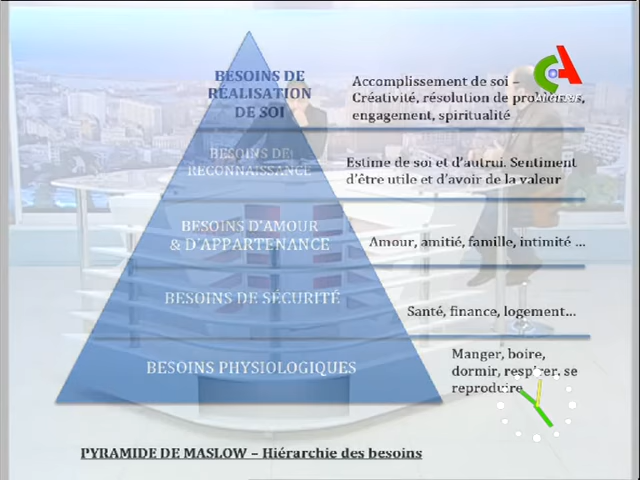 BESOINS DE
RÉALISATION
DE SOI
Accomplissement de soi –
Créativité, résolution de problèmes,
engagement, spiritualité
BESOINS DE
RECONNAISSANCE
Estime de soi et d'autrui. Sentiment
d'être utile et d'avoir de la valeur
BESOINS D'AMOUR
& D'APPARTENANCE
Amour, amitié, famille, intimité ...
BESOINS DE SÉCURITÉ
Santé, finance, logement...
BESOINS PHYSIOLOGIQUES
Manger, boire,
dormir, respirer, se
reproduire
PYRAMIDE DE MASLOW – Hiérarchie des besoins